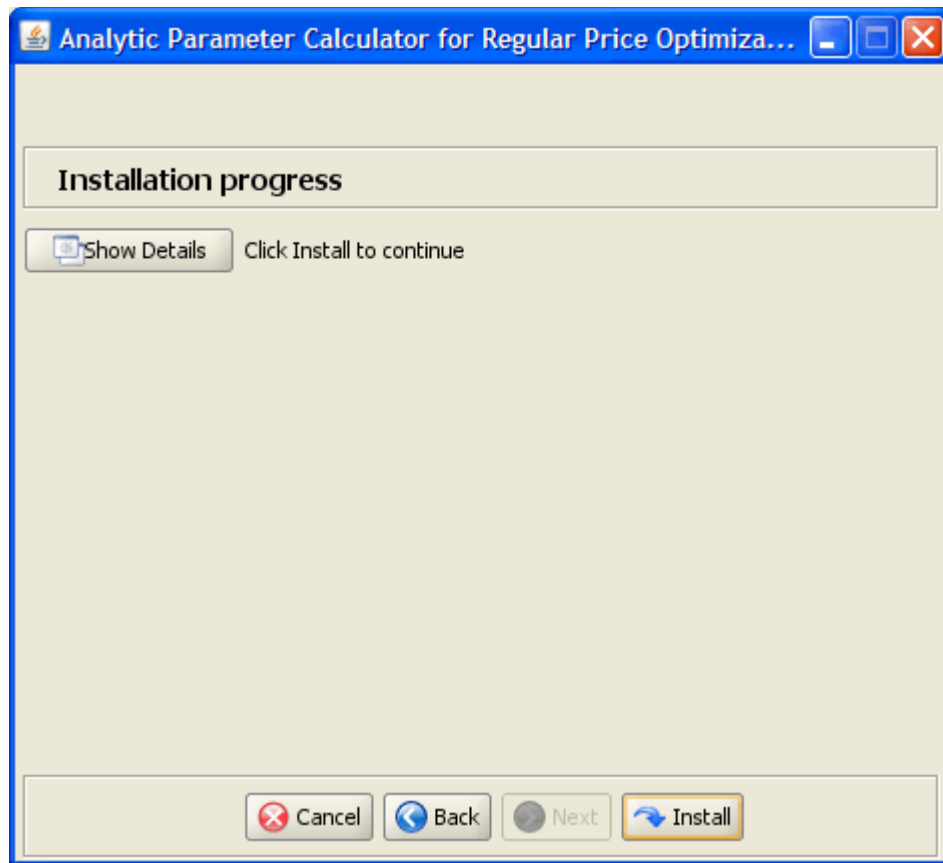 Analytic Parameter Calculator for Regular Price Optimiza...
Installation progress
Show Details Click Install to continue
Cancel Back Next Install